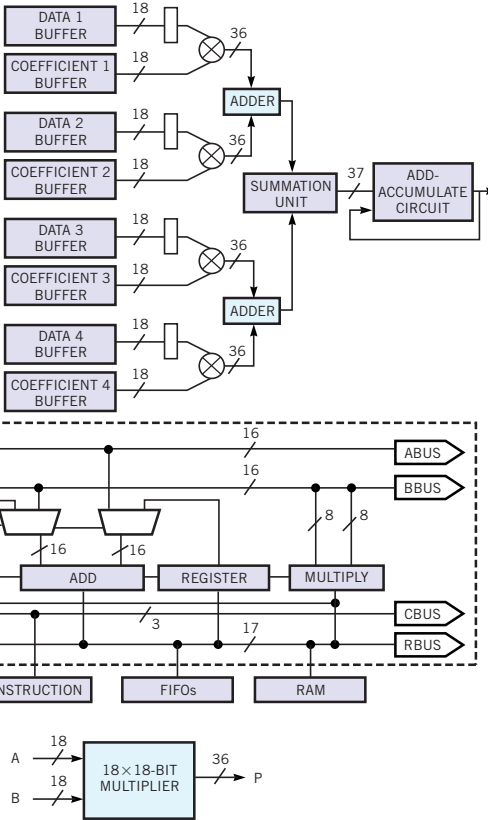 18
DATA 1
BUFFER
36
COEFFICIENT 1
BUFFER
18
ADDER
18
DATA 2
BUFFER
36
COEFFICIENT 2
BUFFER
18
SUMMATION
UNIT
37
ADD-
ACCUMULATE
CIRCUIT
18
DATA 3
BUFFER
36
COEFFICIENT 3
BUFFER
18
ADDER
18
DATA 4
BUFFER
36
COEFFICIENT 4
BUFFER
18
16
ABUS
16
BBUS
8
8
16
16
ADD
REGISTER
MULTIPLY
3
CBUS
17
RBUS
NSTRUCTION
FIFOs
RAM
A
18
B
18
18×18-BIT
MULTIPLIER
36
P